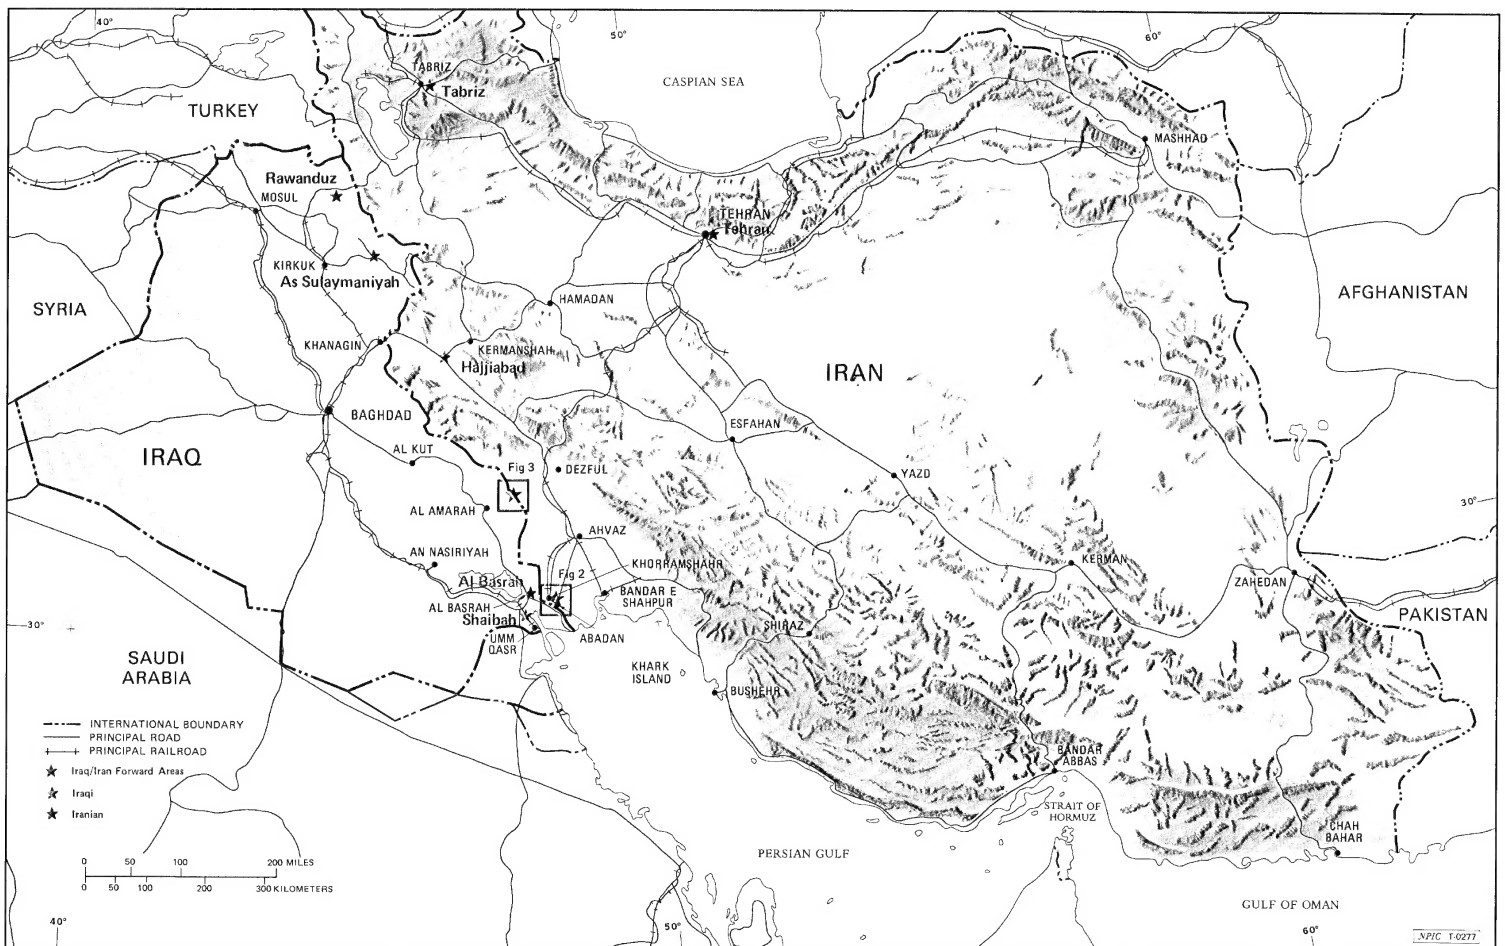 40°
50°
60°
TABRIZ
Tabriz
CASPIAN SEA
TURKEY
MASHHAD
Rawanduz
MOSUL
TEHRAN
Tehran
KIRKUK
As Sulaymaniyah
HAMADAN
AFGHANISTAN
SYRIA
KHANAGIN
KERMANSHAH
Hajjiabad
IRAN
BAGHDAD
ESFAHAN
AL KUT
IRAQ
Fig 3
DEZFUL
YAZD
30°
AL AMARAH
AHVAZ
AN NASIRIYAH
KHORRAMSHAHR
KERMAN
Fig 2
Al Basrah
ZAHEDAN
BANDAR E
SHAHPUR
AL BASRAH
PAKISTAN
Shaibah
30°
SHIRAZ
UMM
QASR
ABADAN
SAUDI
ARABIA
KHARK
ISLAND
BUSHEHR
INTERNATIONAL BOUNDARY
PRINCIPAL ROAD
PRINCIPAL RAILROAD
BANDAR
ABBAS
Iraq/Iran Forward Areas
Iraqi
Iranian
STRAIT OF
HORMUZ
CHAH
BAHAR
PERSIAN GULF
0 50 100 200 MILES
0 50 100 200 300 KILOMETERS
GULF OF OMAN
40°
50°
60°
NPIC T-0277